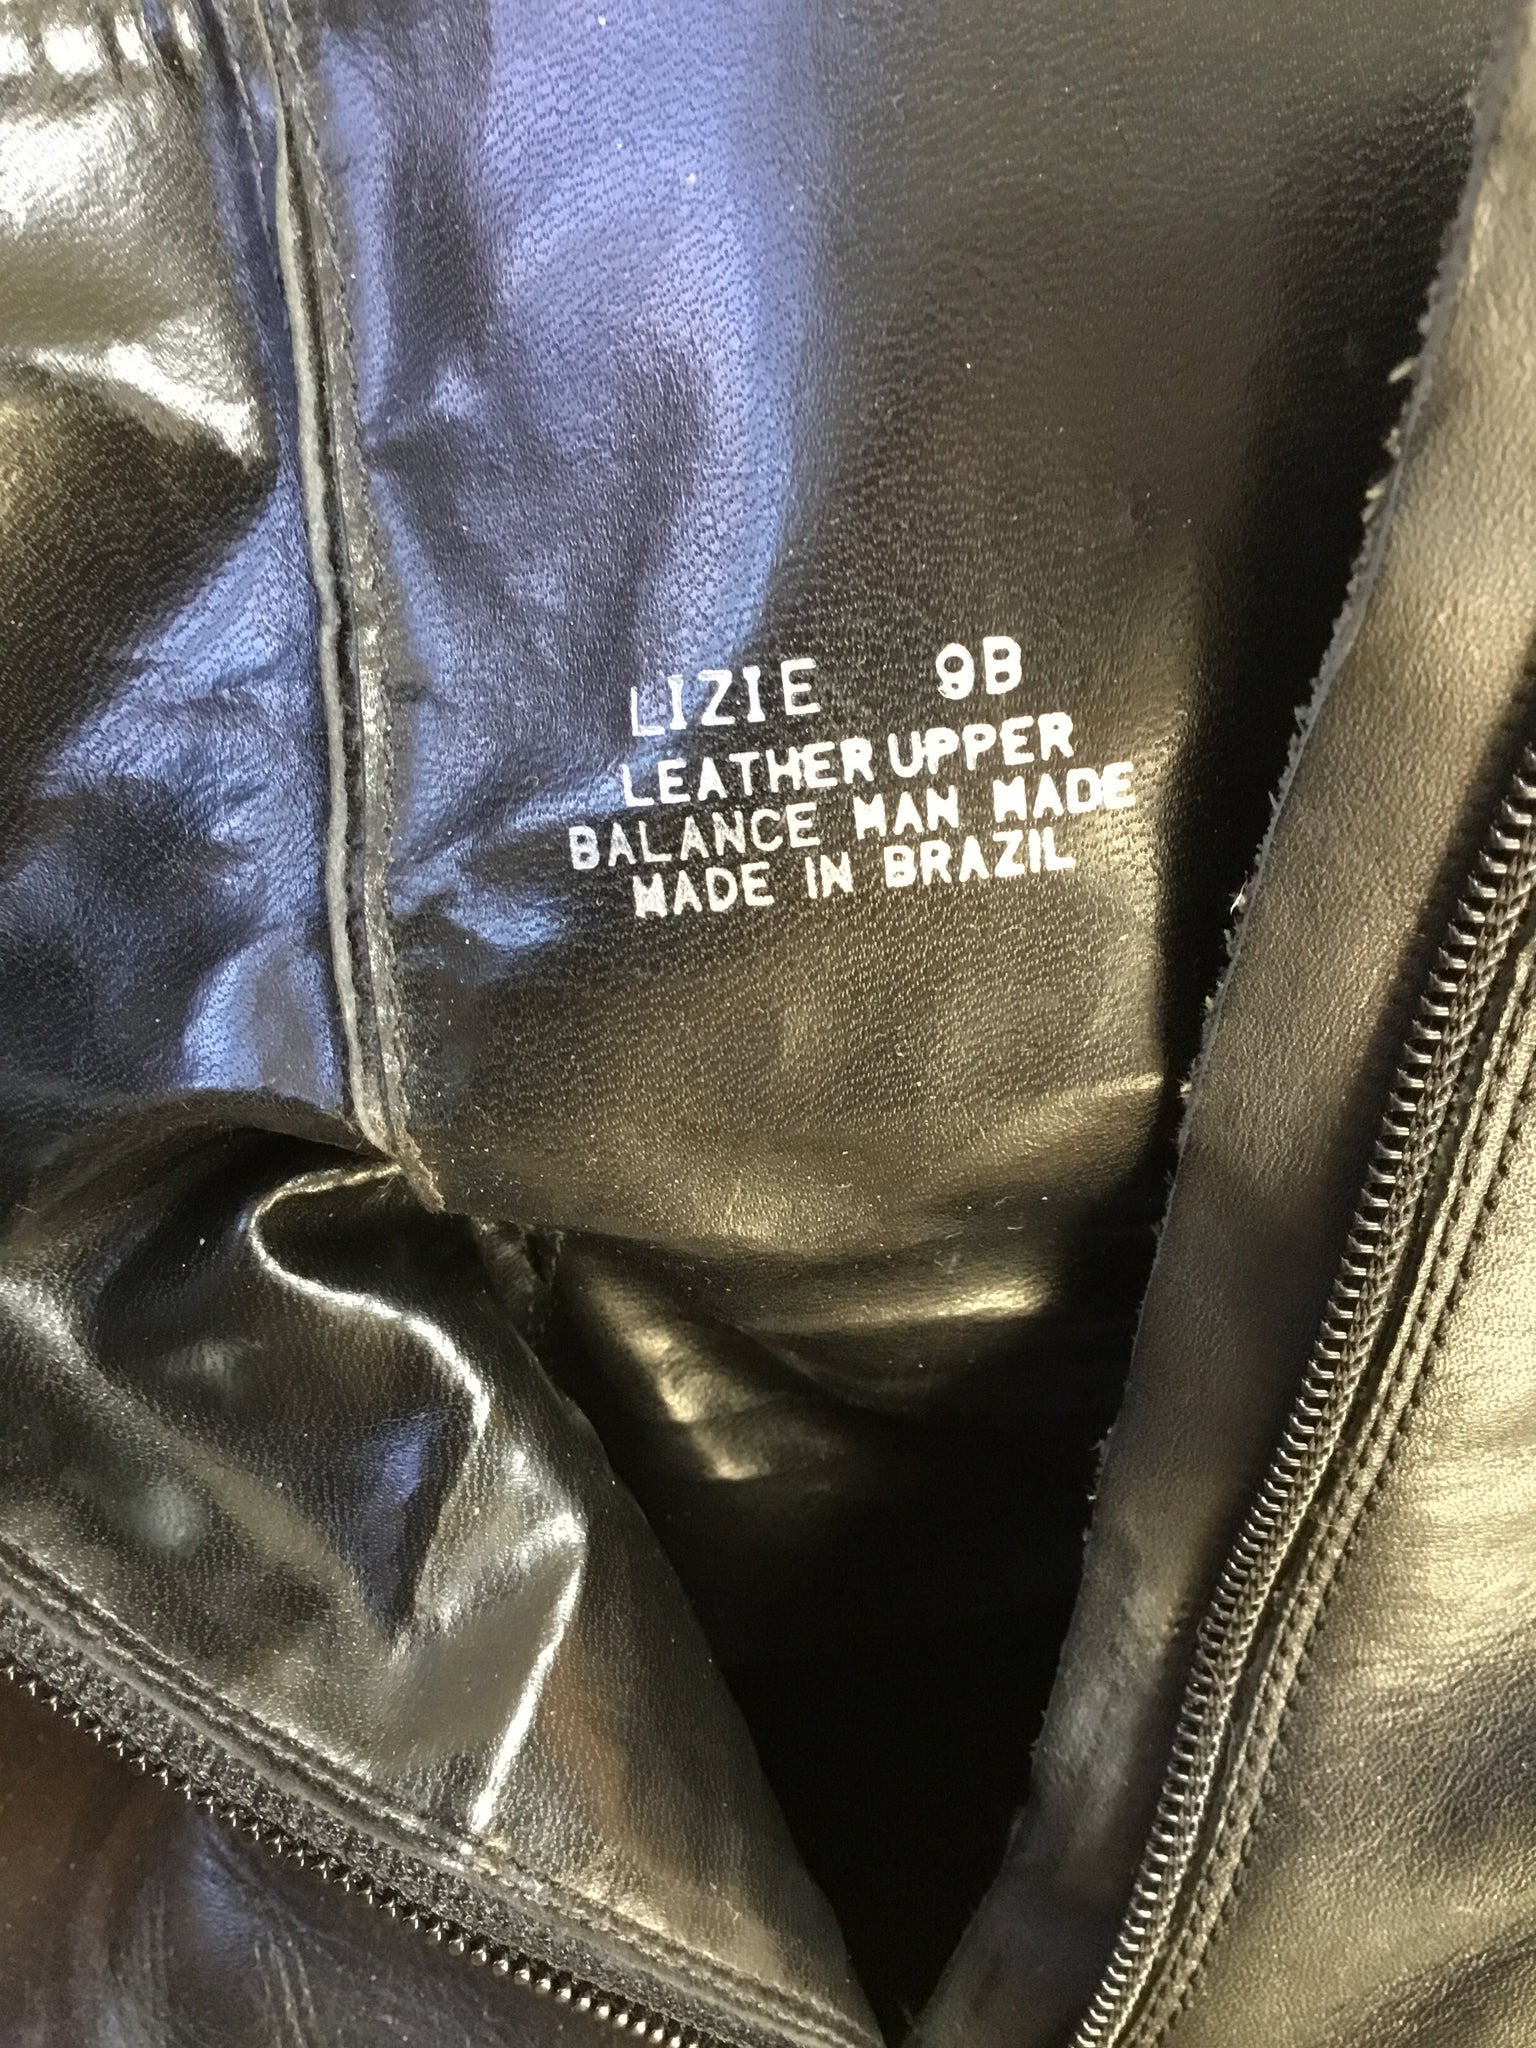 LIZIE 9B
LEATHER UPPER
BALANCE MAN MADE
MADE IN BRAZIL